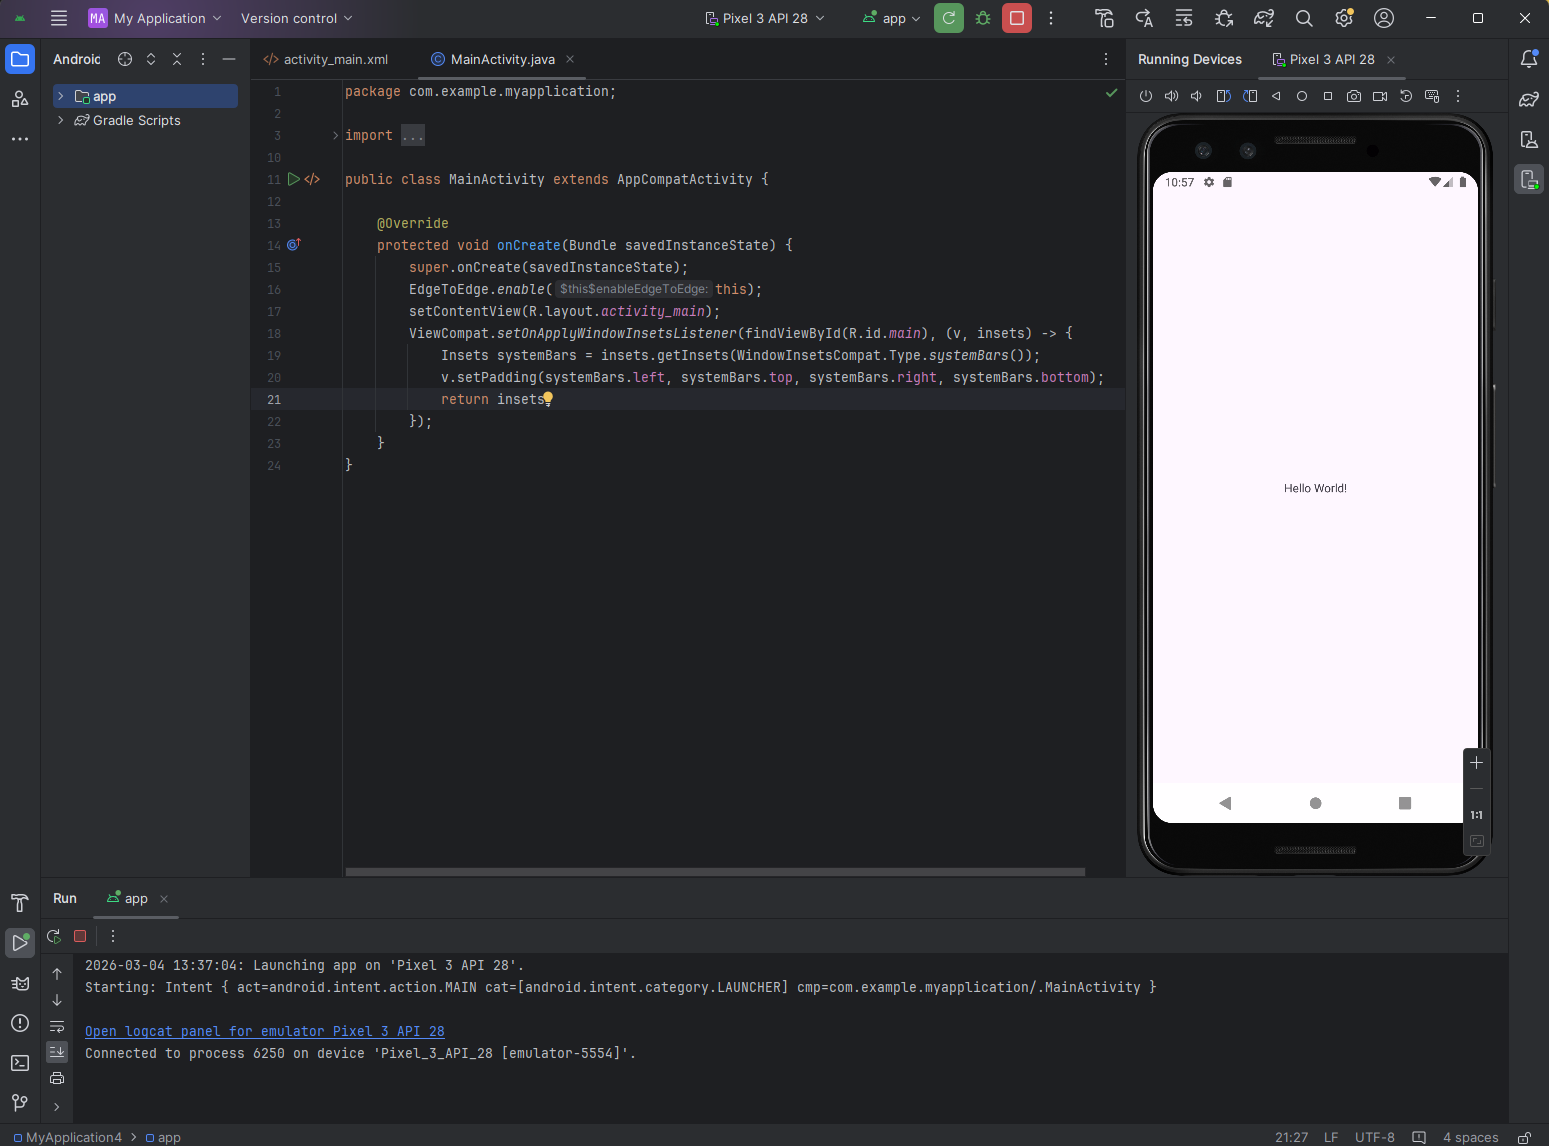 MA My Application Version control Pixel 3 API 28 app
Android
app
Gradle Scripts
activity_main.xml MainActivity.java
1 package com.example.myapplication;
2
3 import ...
10
11 public class MainActivity extends AppCompatActivity {
12
13 @Override
14 protected void onCreate(Bundle savedInstanceState) {
15 super.onCreate(savedInstanceState);
16 EdgeToEdge.enable( $this$enableEdgeToEdge: this);
17 setContentView(R.layout.activity_main);
18 ViewCompat.setOnApplyWindowInsetsListener(findViewById(R.id.main), (v, insets) -> {
19 Insets systemBars = insets.getInsets(WindowInsetsCompat.Type.systemBars());
20 v.setPadding(systemBars.left, systemBars.top, systemBars.right, systemBars.bottom);
21 return insets
22 });
23 }
24 }
Running Devices Pixel 3 API 28
10:57
Hello World!
1:1
Run app
2026-03-04 13:37:04: Launching app on 'Pixel 3 API 28'.
Starting: Intent { act=android.intent.action.MAIN cat=[android.intent.category.LAUNCHER] cmp=com.example.myapplication/.MainActivity }
Open logcat panel for emulator Pixel 3 API 28
Connected to process 6250 on device 'Pixel_3_API_28 [emulator-5554]'.
MyApplication4 > app 21:27 LF UTF-8 4 spaces